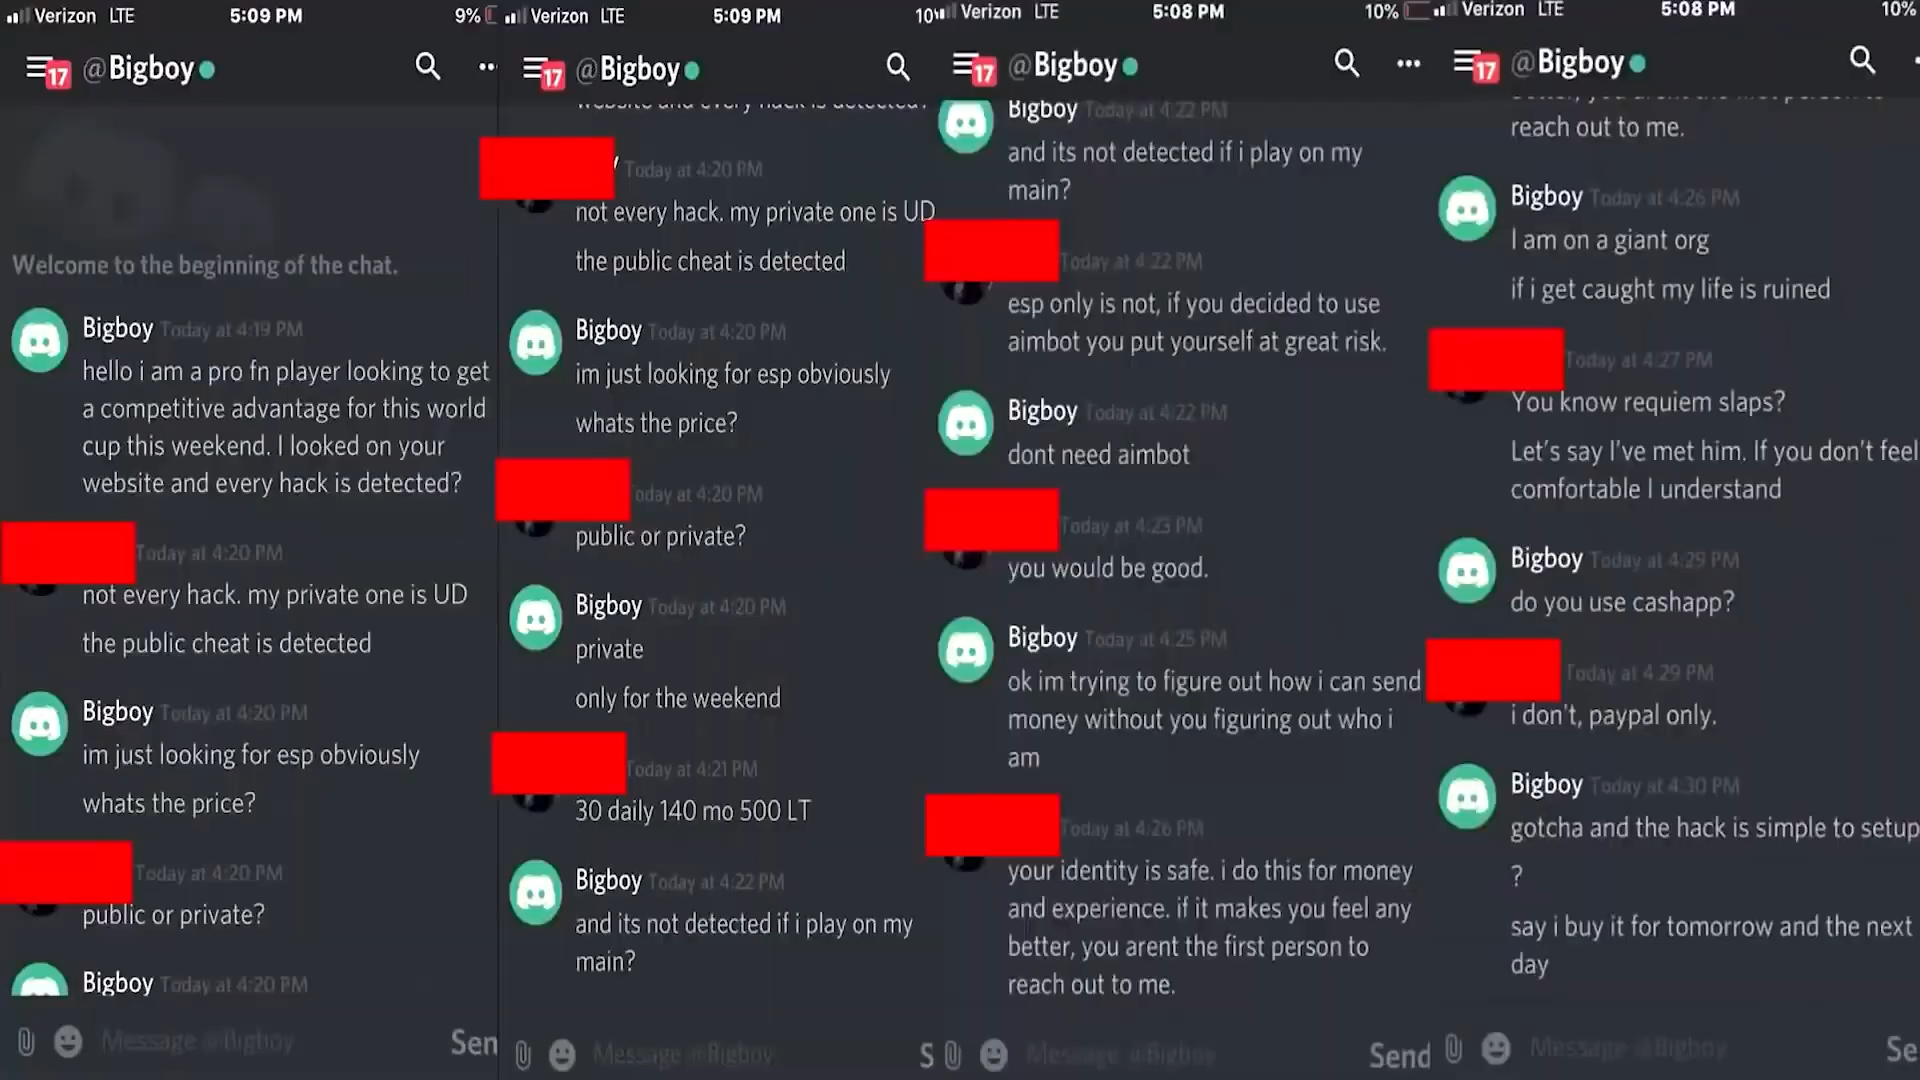 Verizon LTE 5:09 PM 9%
17 @Bigboy
Welcome to the beginning of the chat.
Bigboy Today at 4:19 PM
hello i am a pro fn player looking to get
a competitive advantage for this world
cup this weekend. I looked on your
website and every hack is detected?
Today at 4:20 PM
not every hack. my private one is UD
the public cheat is detected
Bigboy Today at 4:20 PM
im just looking for esp obviously
whats the price?
Today at 4:20 PM
public or private?
Bigboy Today at 4:20 PM
Message @Bigboy
Sen
Verizon LTE 5:09 PM 10
17 @Bigboy
website and every hack is detected?
Today at 4:20 PM
not every hack. my private one is UD
the public cheat is detected
Bigboy Today at 4:20 PM
im just looking for esp obviously
whats the price?
oday at 4:20 PM
public or private?
Bigboy Today at 4:20 PM
private
only for the weekend
Today at 4:21 PM
30 daily 140 mo 500 LT
Bigboy Today at 4:22 PM
and its not detected if i play on my
main?
Message @Bigboy
S
Verizon LTE 5:08 PM 10%
17 @Bigboy
Bigboy Today at 4:22 PM
and its not detected if i play on my
main?
Today at 4:22 PM
esp only is not, if you decided to use
aimbot you put yourself at great risk.
Bigboy Today at 4:22 PM
dont need aimbot
Today at 4:23 PM
you would be good.
Bigboy Today at 4:25 PM
ok im trying to figure out how i can send
money without you figuring out who i
am
Today at 4:26 PM
your identity is safe. i do this for money
and experience. if it makes you feel any
better, you arent the first person to
reach out to me.
Message @Bigboy
Send
Verizon LTE 5:08 PM 10%
17 @Bigboy
better, you arent the first person to
reach out to me.
Bigboy Today at 4:26 PM
I am on a giant org
if i get caught my life is ruined
Today at 4:27 PM
You know requiem slaps?
Let's say I've met him. If you don't feel
comfortable I understand
Bigboy Today at 4:29 PM
do you use cashapp?
Today at 4:29 PM
i don't, paypal only.
Bigboy Today at 4:30 PM
gotcha and the hack is simple to setup
?
say i buy it for tomorrow and the next
day
Message @Bigboy
Se